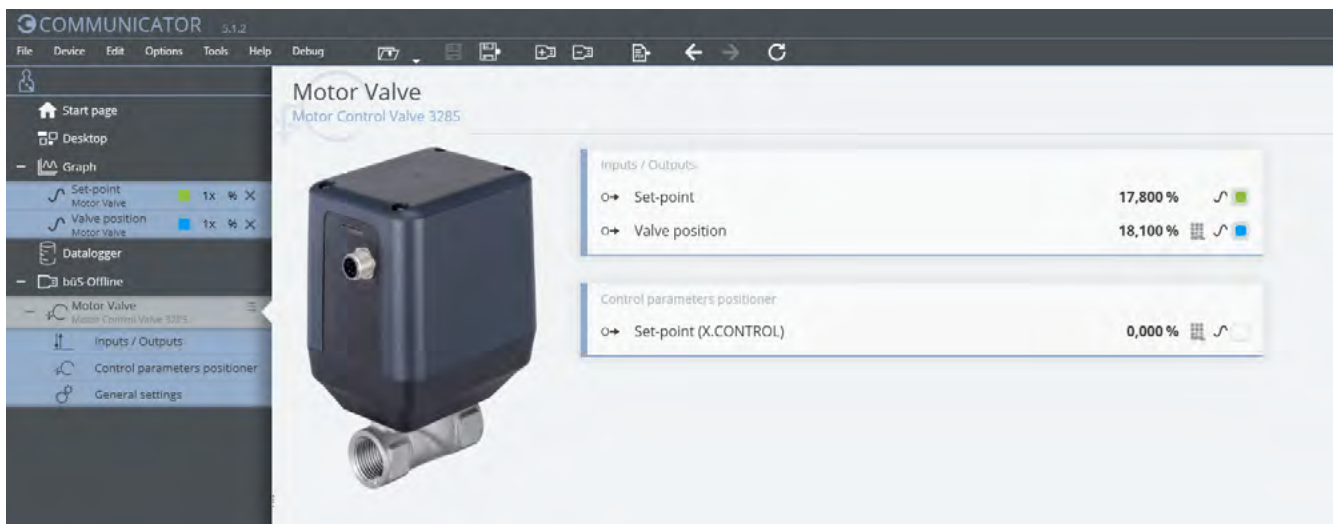 COMMUNICATOR 5.1.2
File Device Edit Options Tools Help Debug
Start page
Desktop
Graph
Set-point 1x %
Motor Valve
Valve position 1x %
Motor Valve
Datalogger
büS Offline
Motor Valve
Motor Control Valve 3285
Inputs / Outputs
Control parameters positioner
General settings
Motor Valve
Motor Control Valve 3285
Inputs / Outputs
Set-point 17,800 %
Valve position 18,100 %
Control parameters positioner
Set-point (X.CONTROL) 0,000 %